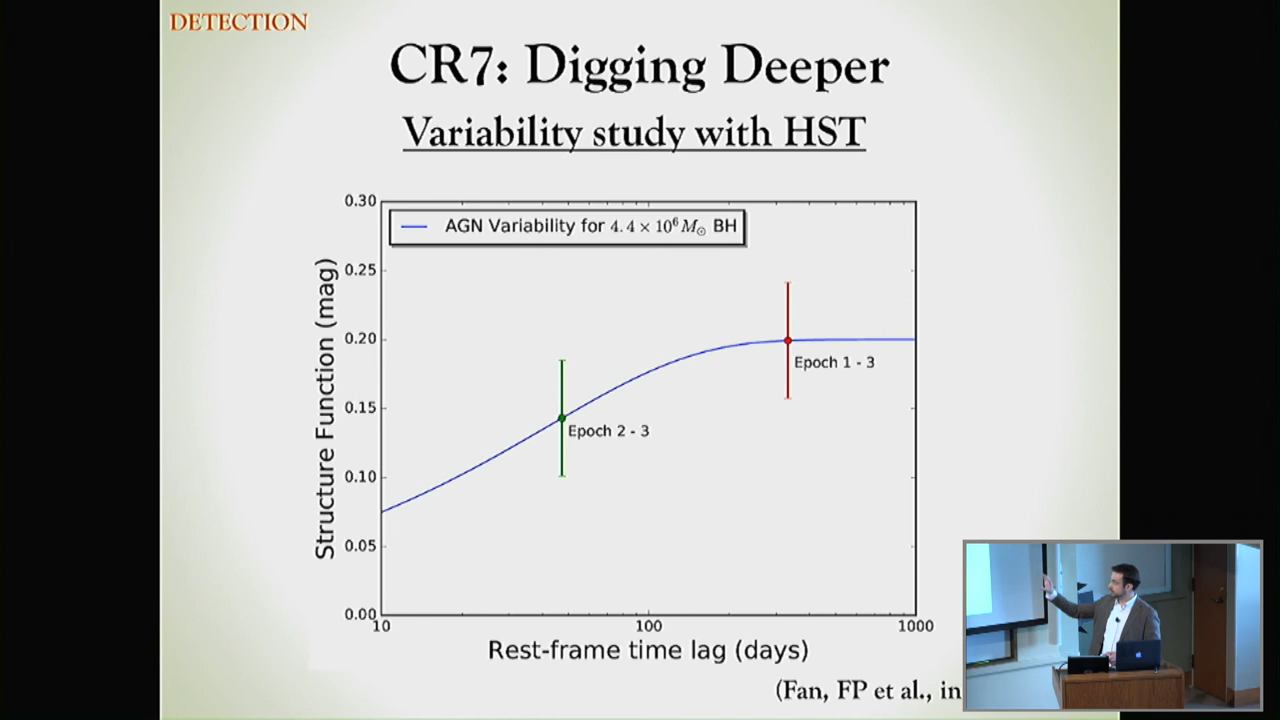 DETECTION
CR7: Digging Deeper
Variability study with HST
0.30
AGN Variability for 4.4 × 10⁶ M☉ BH
0.25
0.20
0.15
0.10
0.05
0.00
Structure Function (mag)
Epoch 1 - 3
Epoch 2 - 3
10
100
1000
Rest-frame time lag (days)
(Fan, FP et al., in